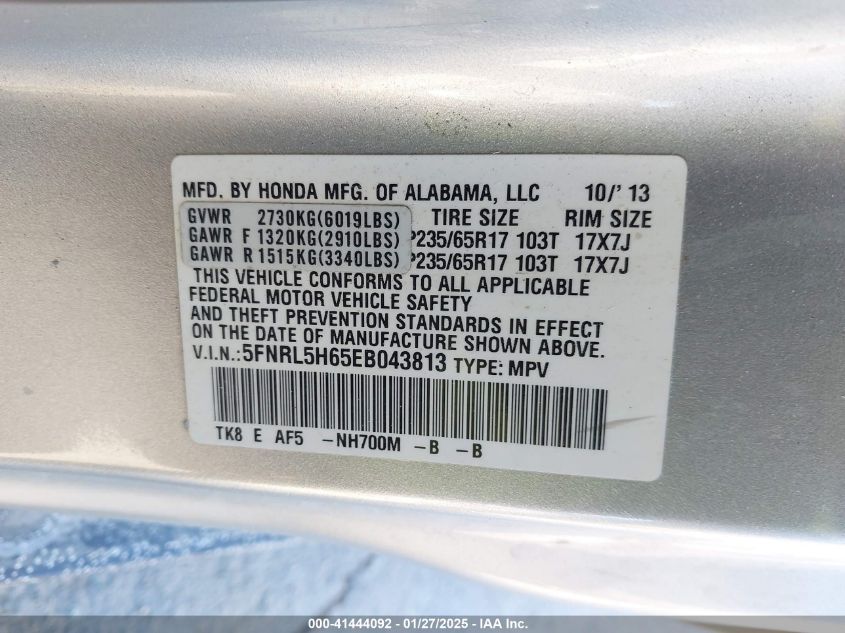 MFD. BY HONDA MFG. OF ALABAMA, LLC 10/' 13
GVWR 2730KG(6019LBS) TIRE SIZE RIM SIZE
GAWR F 1320KG(2910LBS) P235/65R17 103T 17X7J
GAWR R 1515KG(3340LBS) P235/65R17 103T 17X7J
THIS VEHICLE CONFORMS TO ALL APPLICABLE
FEDERAL MOTOR VEHICLE SAFETY
AND THEFT PREVENTION STANDARDS IN EFFECT
ON THE DATE OF MANUFACTURE SHOWN ABOVE.
V.I.N.:5FNRL5H65EB043813 TYPE: MPV
TK8 E AF5 -NH700M -B -B
000-41444092 - 01/27/2025 - IAA Inc.